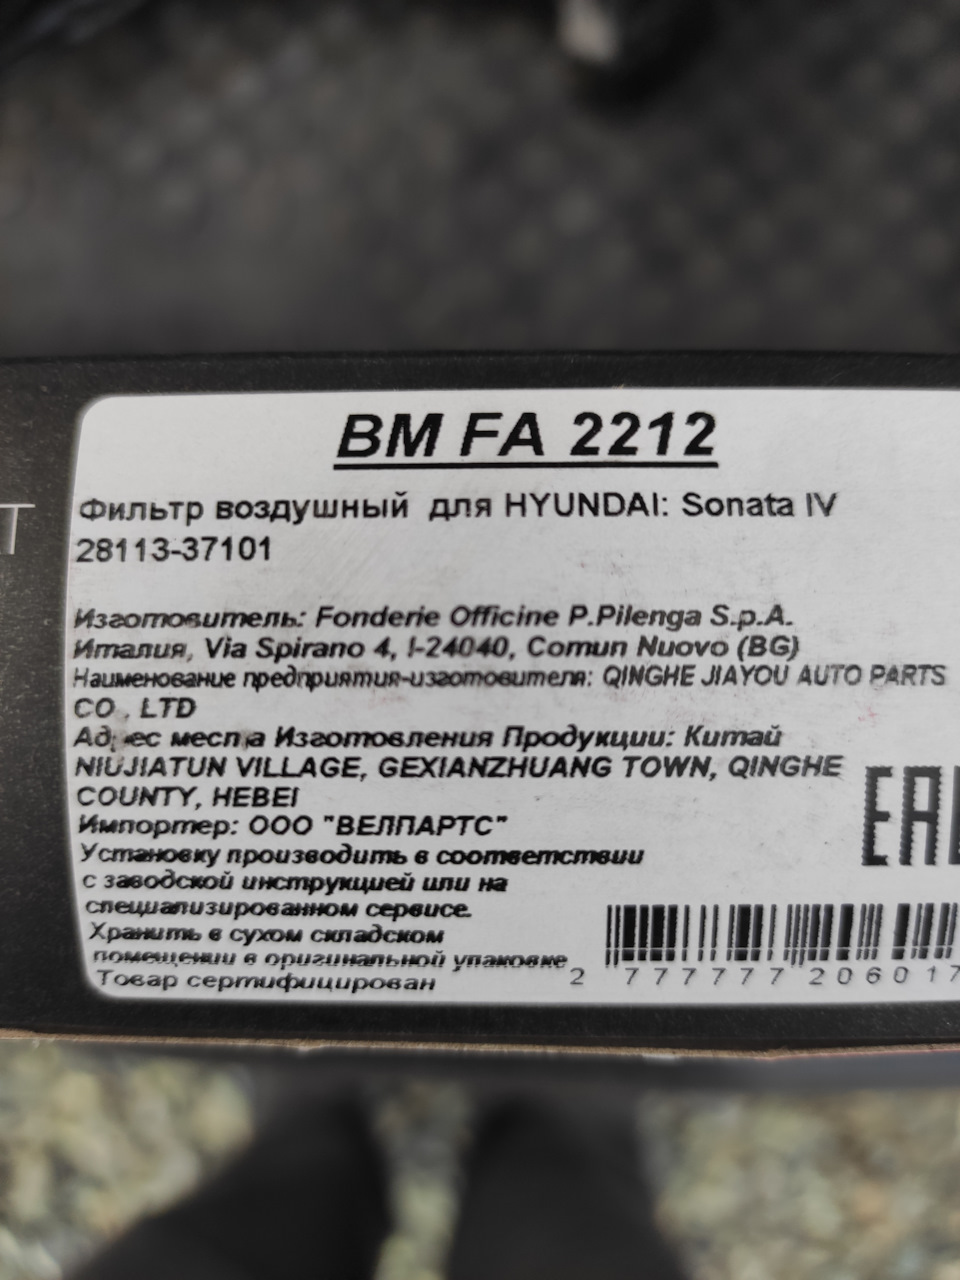 BM FA 2212
Фильтр воздушный для HYUNDAI: Sonata IV
28113-37101
Изготовитель: Fonderie Officine P.Pilenga S.p.A.
Италия, Via Spirano 4, I-24040, Comun Nuovo (BG)
Наименование предприятия-изготовителя: QINGHE JIAYOU AUTO PARTS
CO., LTD
Адрес места Изготовления Продукции: Китай
NIUJIATUN VILLAGE, GEXIANZHUANG TOWN, QINGHE
COUNTY, HEBEI
Импортер: ООО "ВЕЛПАРТС"
Установку производить в соответствии
с заводской инструкцией или на
специализированном сервисе.
Хранить в сухом складском
помещении в оригинальной упаковке
Товар сертифицирован
EAC
2 777777 206017